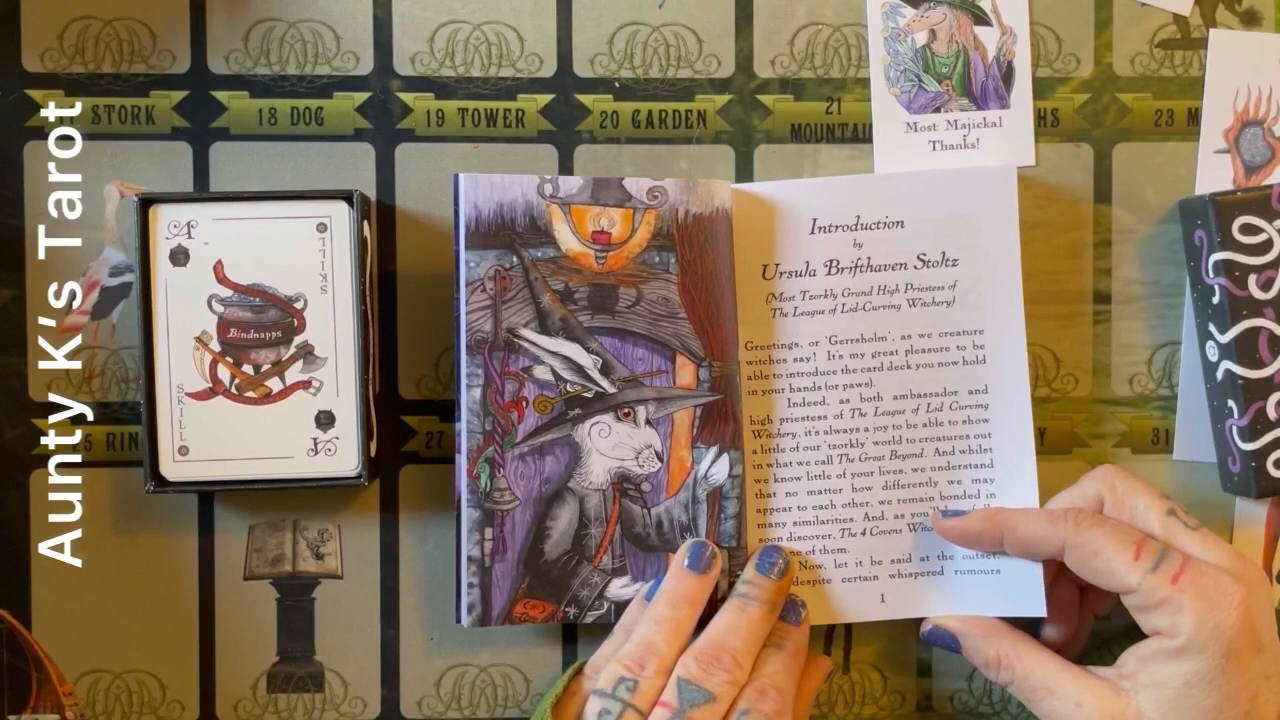 Aunty K's Tarot
STORK
18 DOG
19 TOWER
20 GARDEN
21
MOUNTAI
HS
23 M
Most Majickal
Thanks!
A
SKILL
Bindnapps
SKILL
A
5 RIN
27
Y
31
Introduction
by
Ursula Brifthaven Stoltz
(Most Tzorkly Grand High Priestess of
The League of Lid-Curving Witchery)
Greetings, or 'Gerrsholm', as we creature
witches say! It's my great pleasure to be
able to introduce the card deck you now hold
in your hands (or paws).
Indeed, as both ambassador and
high priestess of The League of Lid Curving
Witchery, it's always a joy to be able to show
a little of our 'tzorkly' world to creatures out
in what we call The Great Beyond. And whilst
we know little of your lives, we understand
that no matter how differently we may
appear to each other, we remain bonded in
many similarities. And, as you'll
soon discover, The 4 Covens Witc
ne of them.
Now, let it be said at the outset,
despite certain whispered rumours
1